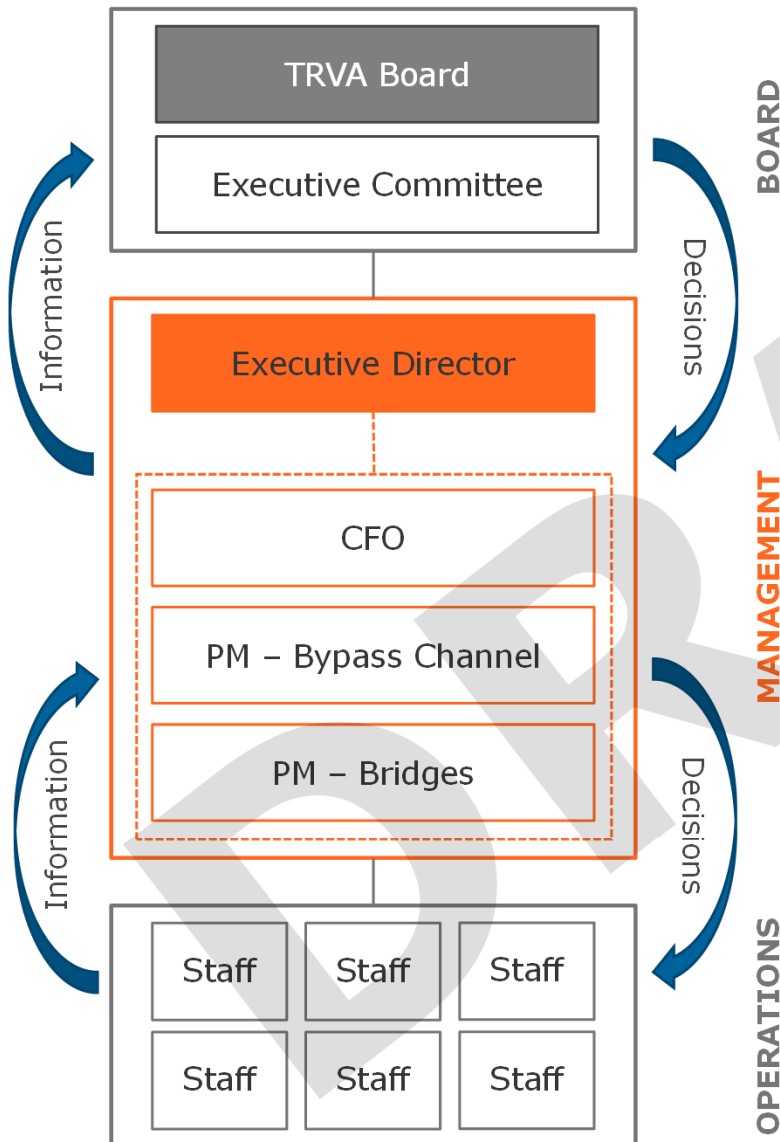 TRVA Board
Executive Committee
BOARD
Information
Decisions
Executive Director
CFO
PM – Bypass Channel
PM – Bridges
MANAGEMENT
Information
Decisions
Staff Staff Staff
Staff Staff Staff
OPERATIONS